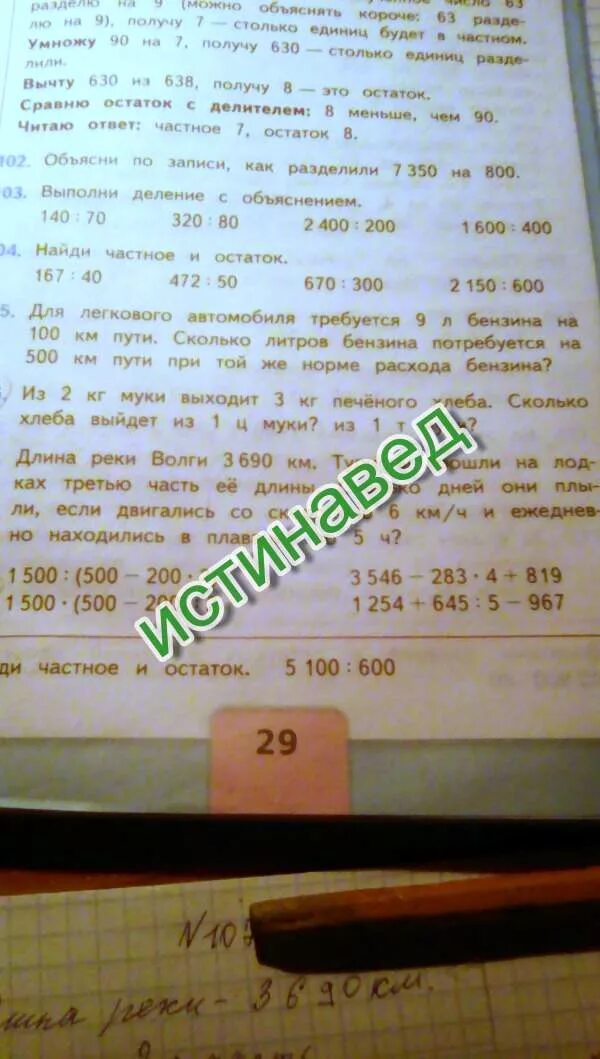 разделю на 9 (можно объяснять короче: 63 разде-
лю на 9), получу 7 — столько единиц будет в частном.
Умножу 90 на 7, получу 630 — столько единиц разде-
лили.
Вычту 630 из 638, получу 8 — это остаток.
Сравню остаток с делителем: 8 меньше, чем 90.
Читаю ответ: частное 7, остаток 8.
102. Объясни по записи, как разделили 7 350 на 800.
03. Выполни деление с объяснением.
140 : 70 320 : 80 2 400 : 200 1 600 : 400
04. Найди частное и остаток.
167 : 40 472 : 50 670 : 300 2 150 : 600
5. Для легкового автомобиля требуется 9 л бензина на
100 км пути. Сколько литров бензина потребуется на
500 км пути при той же норме расхода бензина?
Из 2 кг муки выходит 3 кг печёного хлеба. Сколько
хлеба выйдет из 1 ц муки? из 1 т
Длина реки Волги 3 690 км. на лод-
ках третью часть её длины дней они плы-
ли, если двигались со 6 км/ч и ежеднев-
но находились в 5 ч?
1 500 : (500 − 200 · 3 546 − 283 · 4 + 819
1 500 · (500 − 1 254 + 645 : 5 − 967
истинавед
ди частное и остаток. 5 100 : 600
29
N 107
реки - 3690 км.